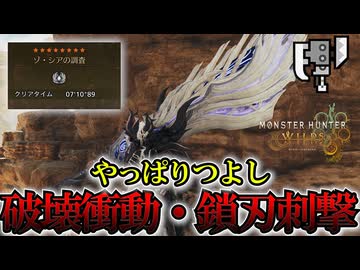 ★★★★★★★★
ゾ・シアの調査
クリアタイム 07'10"89
MONSTER HUNTER
WILDS
やっぱりつよし
破壊衝動・鎖刃刺撃